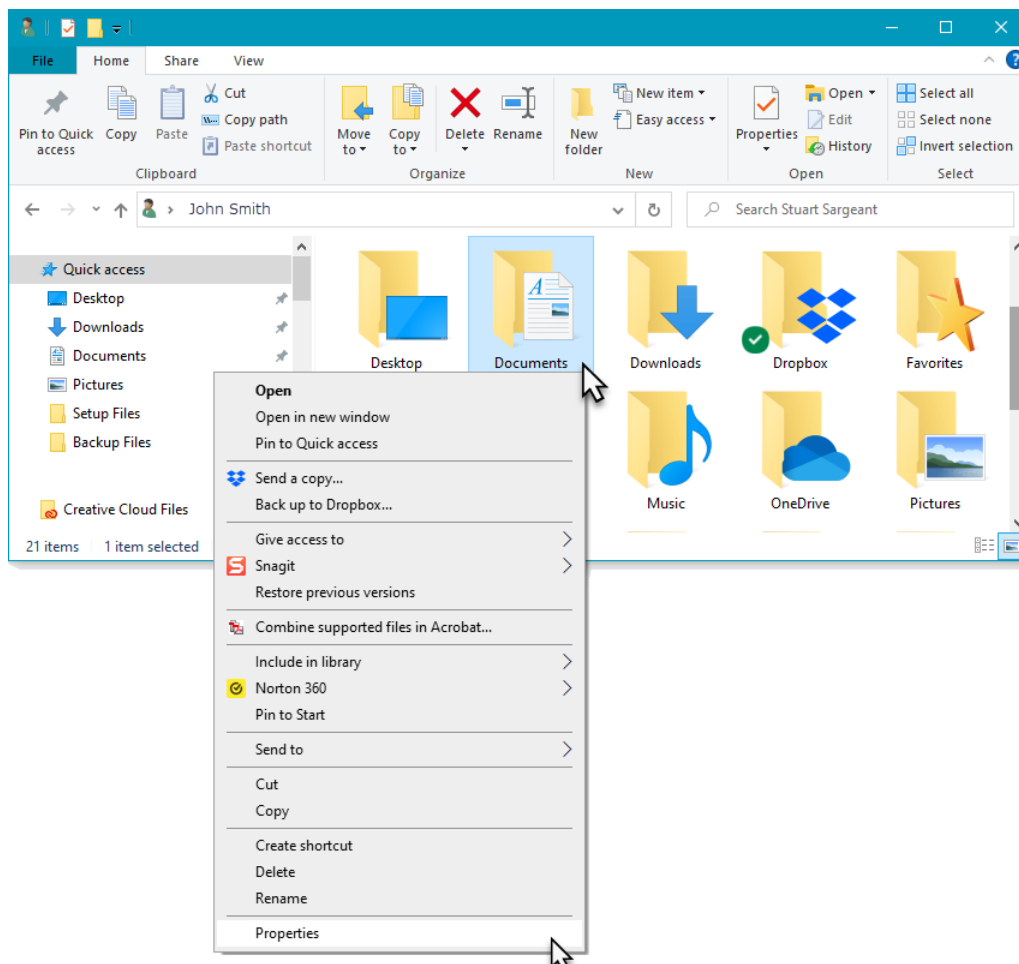 File Home Share View
Pin to Quick access
Copy
Paste
Cut
Copy path
Paste shortcut
Clipboard
Move to
Copy to
Delete
Rename
Organize
New folder
New item
Easy access
New
Properties
Open
Edit
History
Open
Select all
Select none
Invert selection
Select
John Smith
Search Stuart Sargeant
Quick access
Desktop
Downloads
Documents
Pictures
Setup Files
Backup Files
Creative Cloud Files
Desktop
Documents
Downloads
Dropbox
Favorites
Music
OneDrive
Pictures
21 items 1 item selected
Open
Open in new window
Pin to Quick access
Send a copy...
Back up to Dropbox...
Give access to
Snagit
Restore previous versions
Combine supported files in Acrobat...
Include in library
Norton 360
Pin to Start
Send to
Cut
Copy
Create shortcut
Delete
Rename
Properties